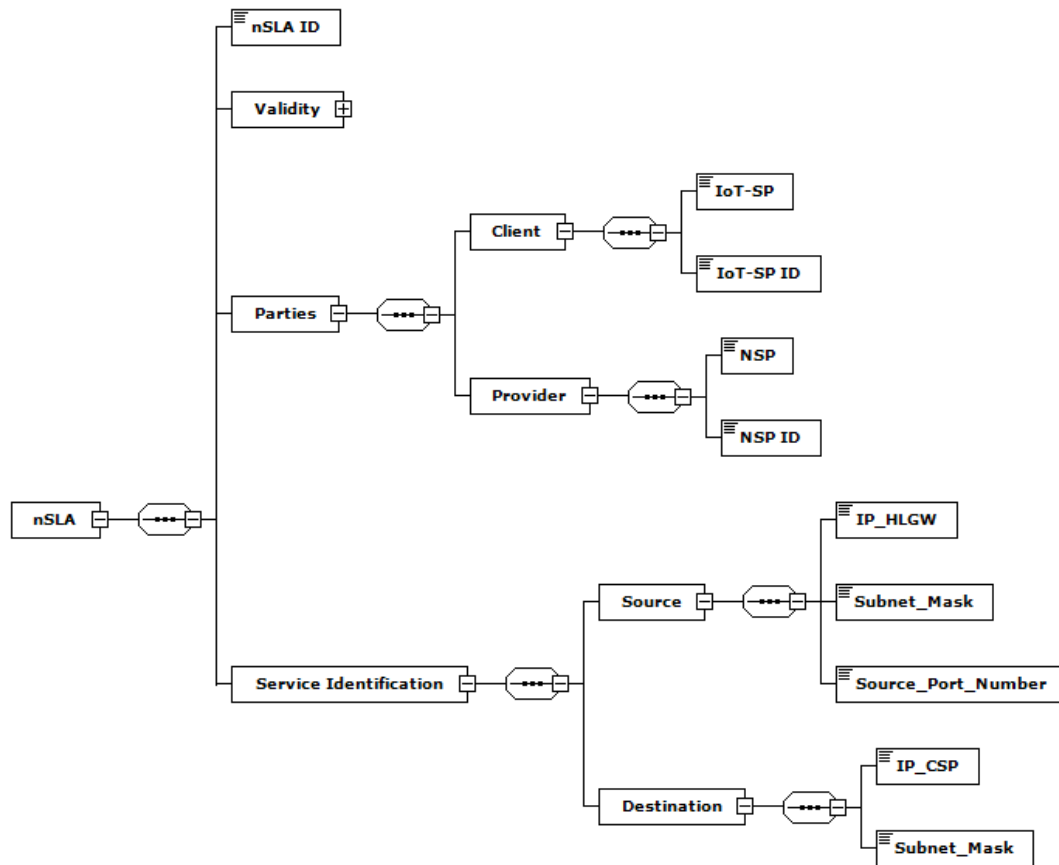 nSLA ID
Validity
IoT-SP
Client
IoT-SP ID
Parties
NSP
Provider
NSP ID
nSLA
IP_HLGW
Source
Subnet_Mask
Service Identification
Source_Port_Number
IP_CSP
Destination
Subnet_Mask